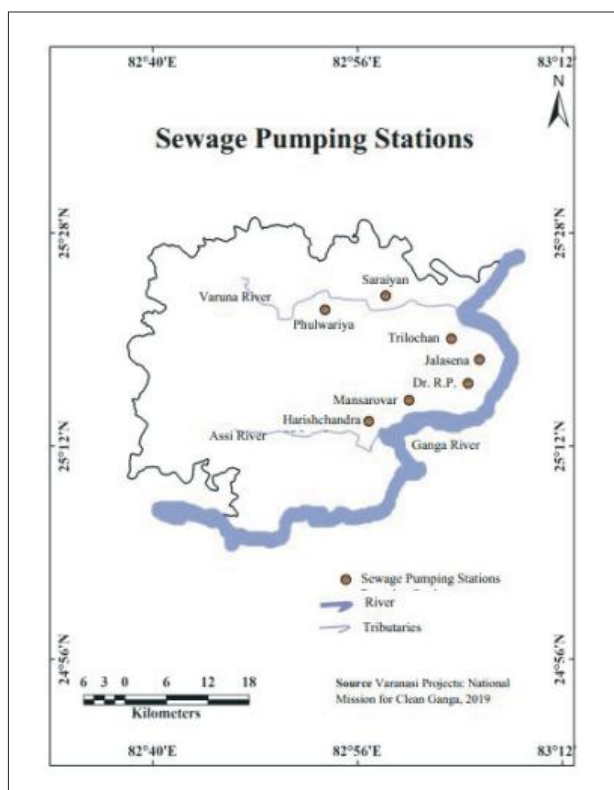 82°40'E 82°56'E 83°12'
N
Sewage Pumping Stations
25°28'N
25°28'N
Saraiyan
Varuna River
Phulwariya
Trilochan
Jalasena
Dr. R.P.
Mansarovar
Harishchandra
Assi River
Ganga River
25°12'N
25°12'N
Sewage Pumping Stations
River
Tributaries
24°56'N
24°56'N
Source Varanasi Projects: National
Mission for Clean Ganga, 2019
6 3 0 6 12 18
Kilometers
82°40'E 82°56'E 83°12'